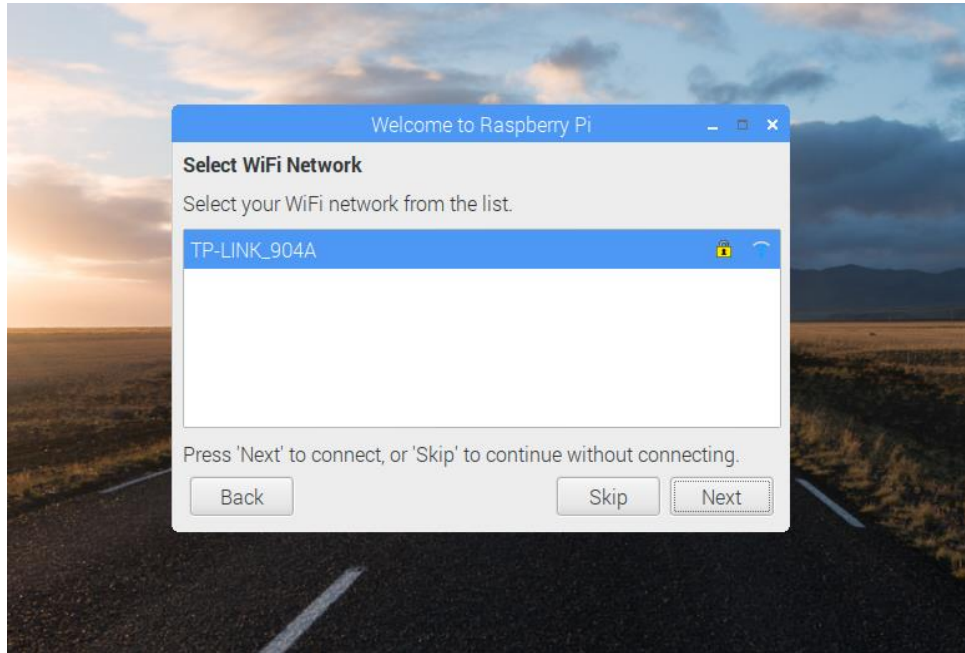 Welcome to Raspberry Pi
Select WiFi Network
Select your WiFi network from the list.
TP-LINK_904A
Press 'Next' to connect, or 'Skip' to continue without connecting.
Back Skip Next